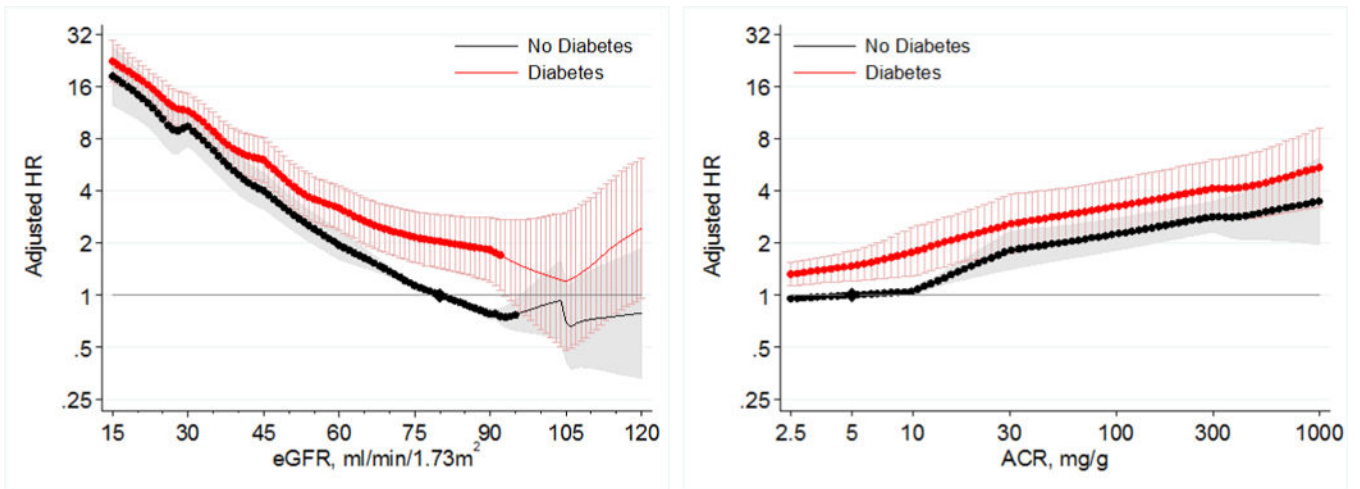 32
16
8
4
2
1
.5
.25
Adjusted HR
No Diabetes
Diabetes
15 30 45 60 75 90 105 120
eGFR, ml/min/1.73m²
32
16
8
4
2
1
.5
.25
Adjusted HR
No Diabetes
Diabetes
2.5 5 10 30 100 300 1000
ACR, mg/g